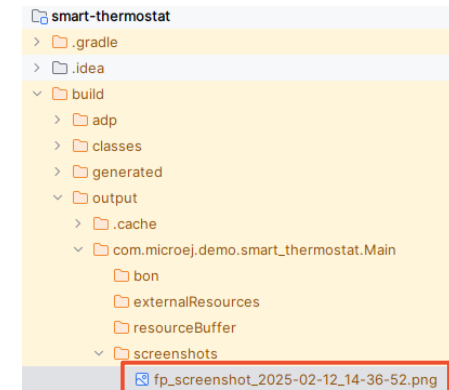 smart-thermostat
.gradle
.idea
build
adp
classes
generated
output
.cache
com.microej.demo.smart_thermostat.Main
bon
externalResources
resourceBuffer
screenshots
fp_screenshot_2025-02-12_14-36-52.png